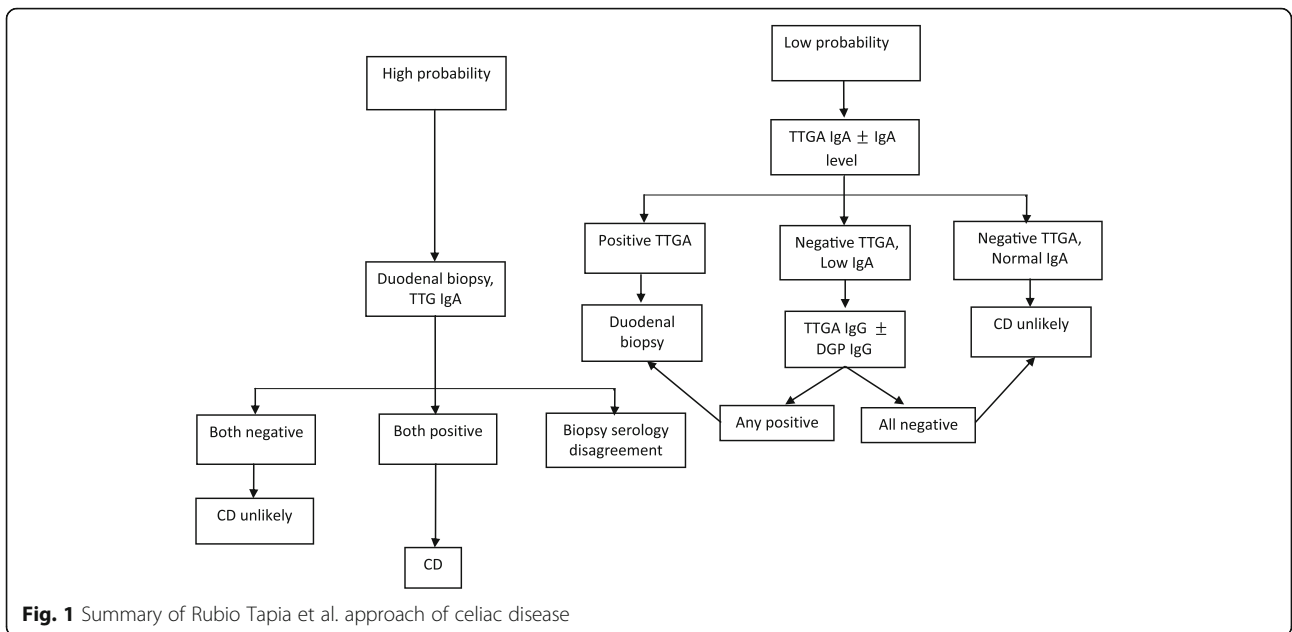 High probability
Duodenal biopsy,
TTG IgA
Both negative
Both positive
Biopsy serology
disagreement
CD unlikely
CD
Low probability
TTGA IgA ± IgA
level
Positive TTGA
Negative TTGA,
Low IgA
Negative TTGA,
Normal IgA
Duodenal
biopsy
TTGA IgG ±
DGP IgG
CD unlikely
Any positive
All negative
Fig. 1 Summary of Rubio Tapia et al. approach of celiac disease